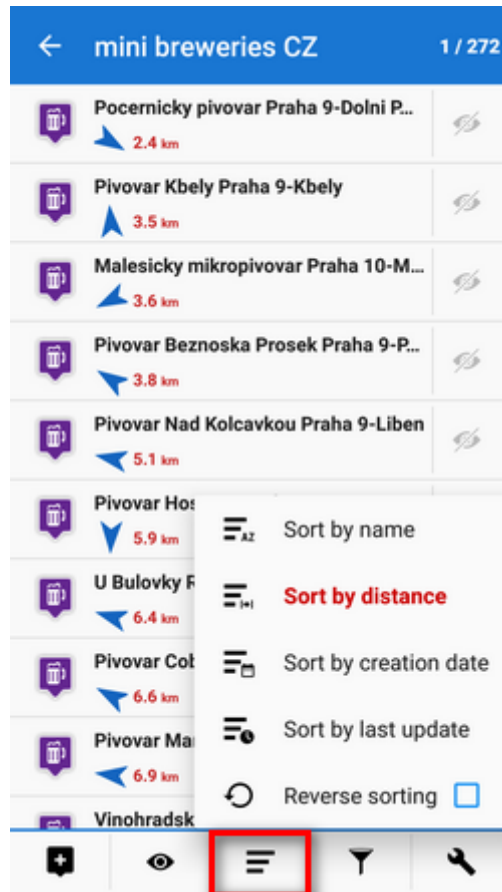 mini breweries CZ 1 / 272
Pocernicky pivovar Praha 9-Dolni P...
2.4 km
Pivovar Kbely Praha 9-Kbely
3.5 km
Malesicky mikropivovar Praha 10-M...
3.6 km
Pivovar Beznoska Prosek Praha 9-P...
3.8 km
Pivovar Nad Kolcavkou Praha 9-Liben
5.1 km
Pivovar Hos
5.9 km
U Bulovky
6.4 km
Pivovar Cob
6.6 km
Pivovar Mar
6.9 km
Vinohradsk
AZ Sort by name
Sort by distance
Sort by creation date
Sort by last update
Reverse sorting